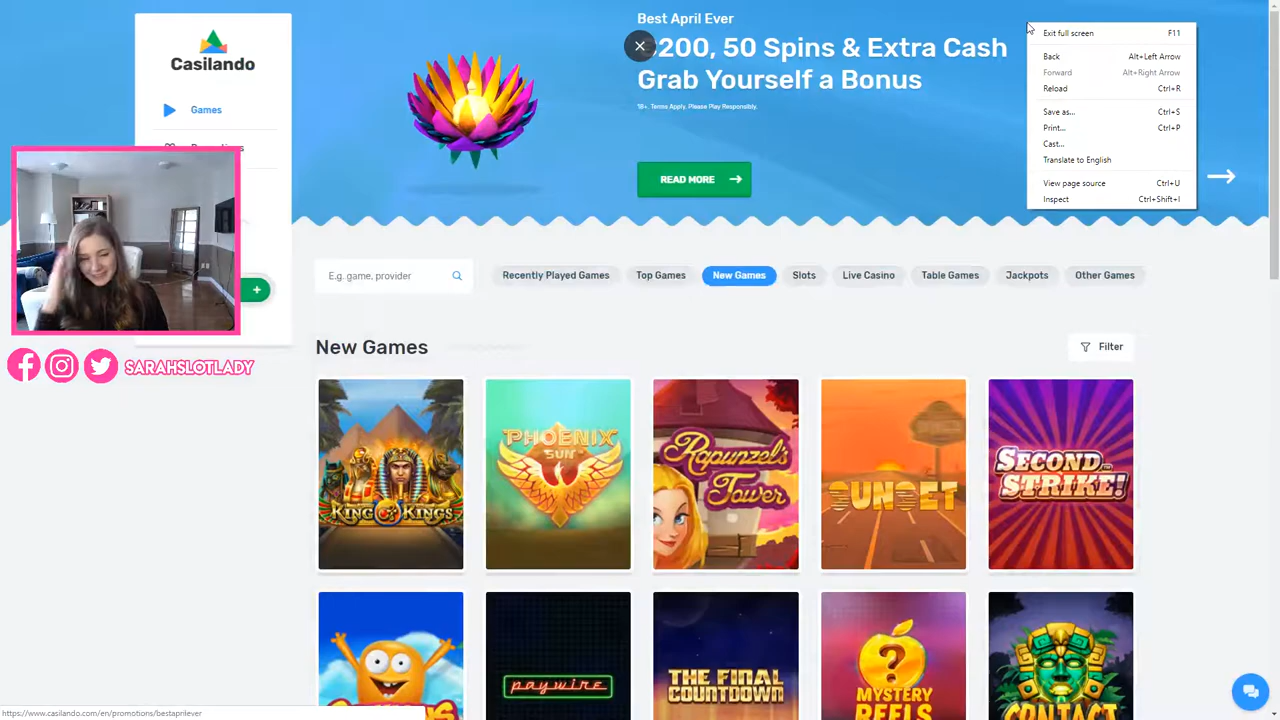 Casilando
Games
SARAHSLOTLADY
Best April Ever
200, 50 Spins & Extra Cash
Grab Yourself a Bonus
18+. Terms Apply. Please Play Responsibly.
READ MORE
Exit full screen F11
Back Alt+Left Arrow
Forward Alt+Right Arrow
Reload Ctrl+R
Save as... Ctrl+S
Print... Ctrl+P
Cast...
Translate to English
View page source Ctrl+U
Inspect Ctrl+Shift+I
E.g. game, provider
Recently Played Games
Top Games
New Games
Slots
Live Casino
Table Games
Jackpots
Other Games
New Games
Filter
KING OF KINGS
PHOENIX
SUN
Rapunzel's
Tower
SUNSET
SECOND
STRIKE!
paywire
THE FINAL
COUNTDOWN
?
MYSTERY
REELS
CONTACT
https://www.casilando.com/en/promotions/bestaprilever